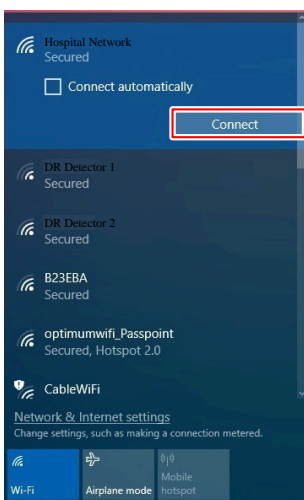 Hospital Network
Secured
Connect automatically
Connect
DR Detector 1
Secured
DR Detector 2
Secured
B23EBA
Secured
optimumwifi_Passpoint
Secured, Hotspot 2.0
CableWiFi
Network & Internet settings
Change settings, such as making a connection metered.
Wi-Fi
Airplane mode
Mobile
hotspot